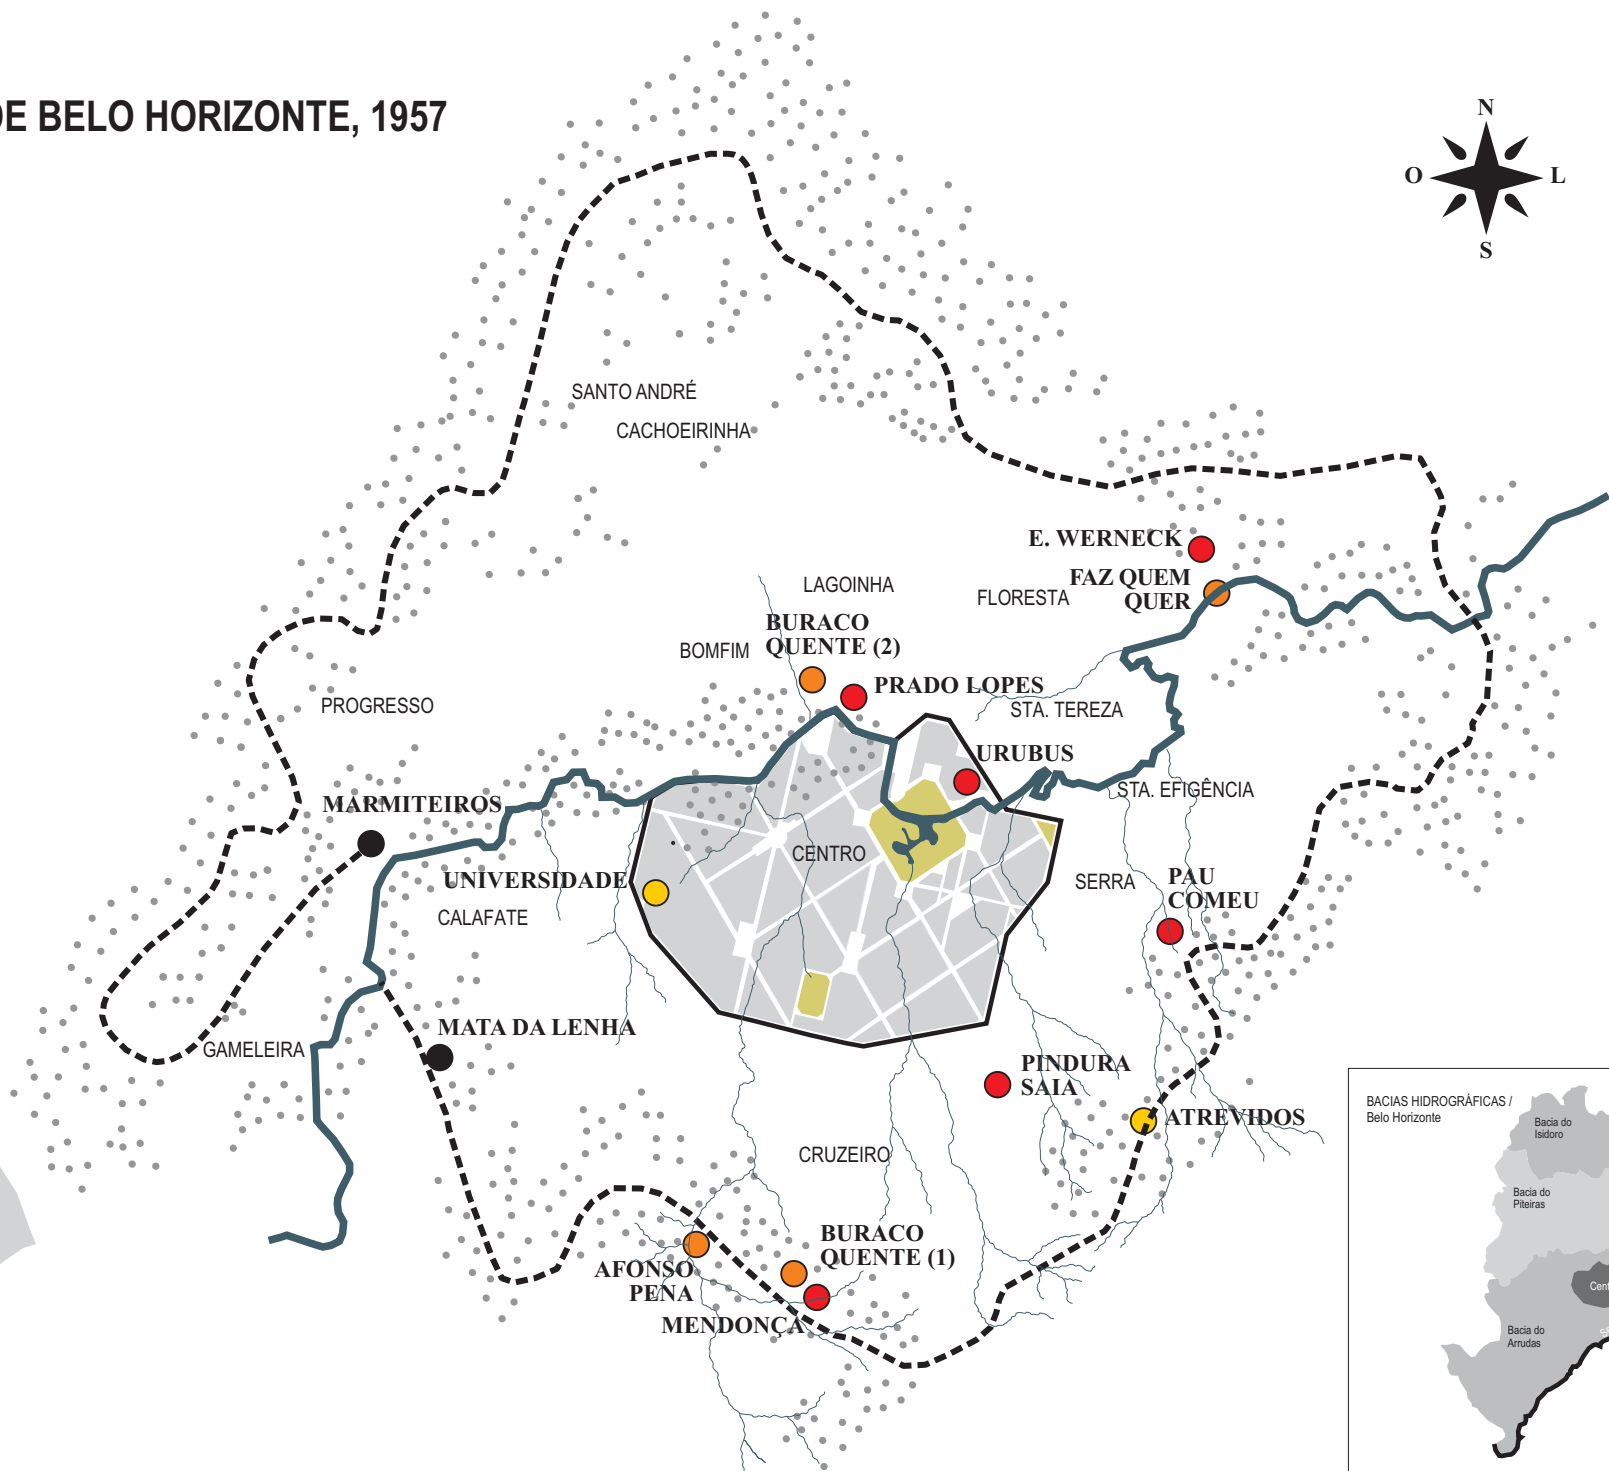 DE BELO HORIZONTE, 1957
N
O
L
S
SANTO ANDRÉ
CACHOEIRINHA
E. WERNECK
LAGOINHA
FAZ QUEM
QUER
FLORESTA
BURACO
QUENTE (2)
BOMFIM
PRADO LOPES
PROGRESSO
STA. TEREZA
URUBUS
STA. EFIGÊNCIA
MARMITEIROS
CENTRO
UNIVERSIDADE
SERRA
PAU
COMEU
CALAFATE
MATA DA LENHA
GAMELEIRA
PINDURA
SAIA
ATREVIDOS
CRUZEIRO
BURACO
QUENTE (1)
AFONSO
PENA
MENDONÇA
BACIAS HIDROGRÁFICAS /
Belo Horizonte
Bacia do
Isidoro
Bacia do
Piteiras
Cent
Bacia do
Arrudas